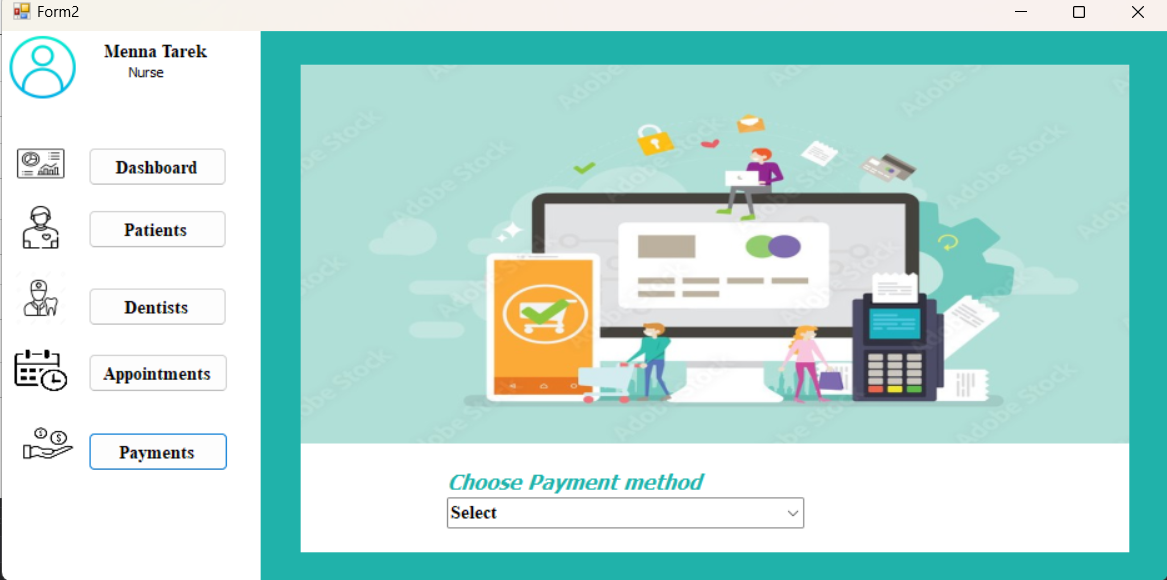 Form2
Menna Tarek
Nurse
Dashboard
Patients
Dentists
Appointments
Payments
Adobe Stock
Choose Payment method
Select